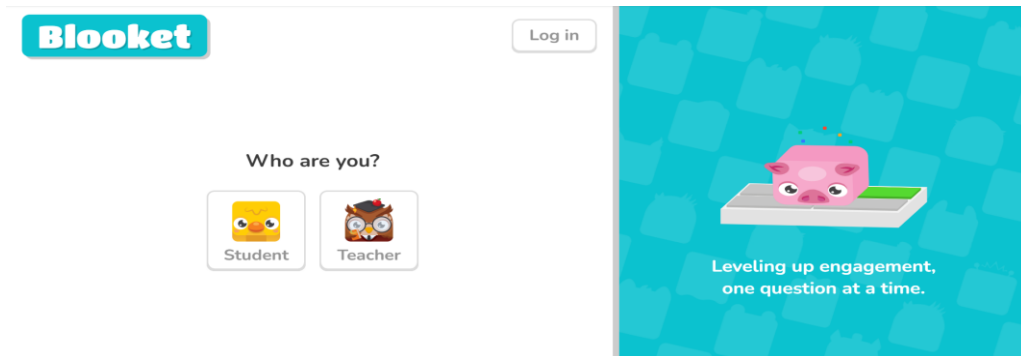 Blooket
Log in
Who are you?
Student
Teacher
Leveling up engagement,
one question at a time.